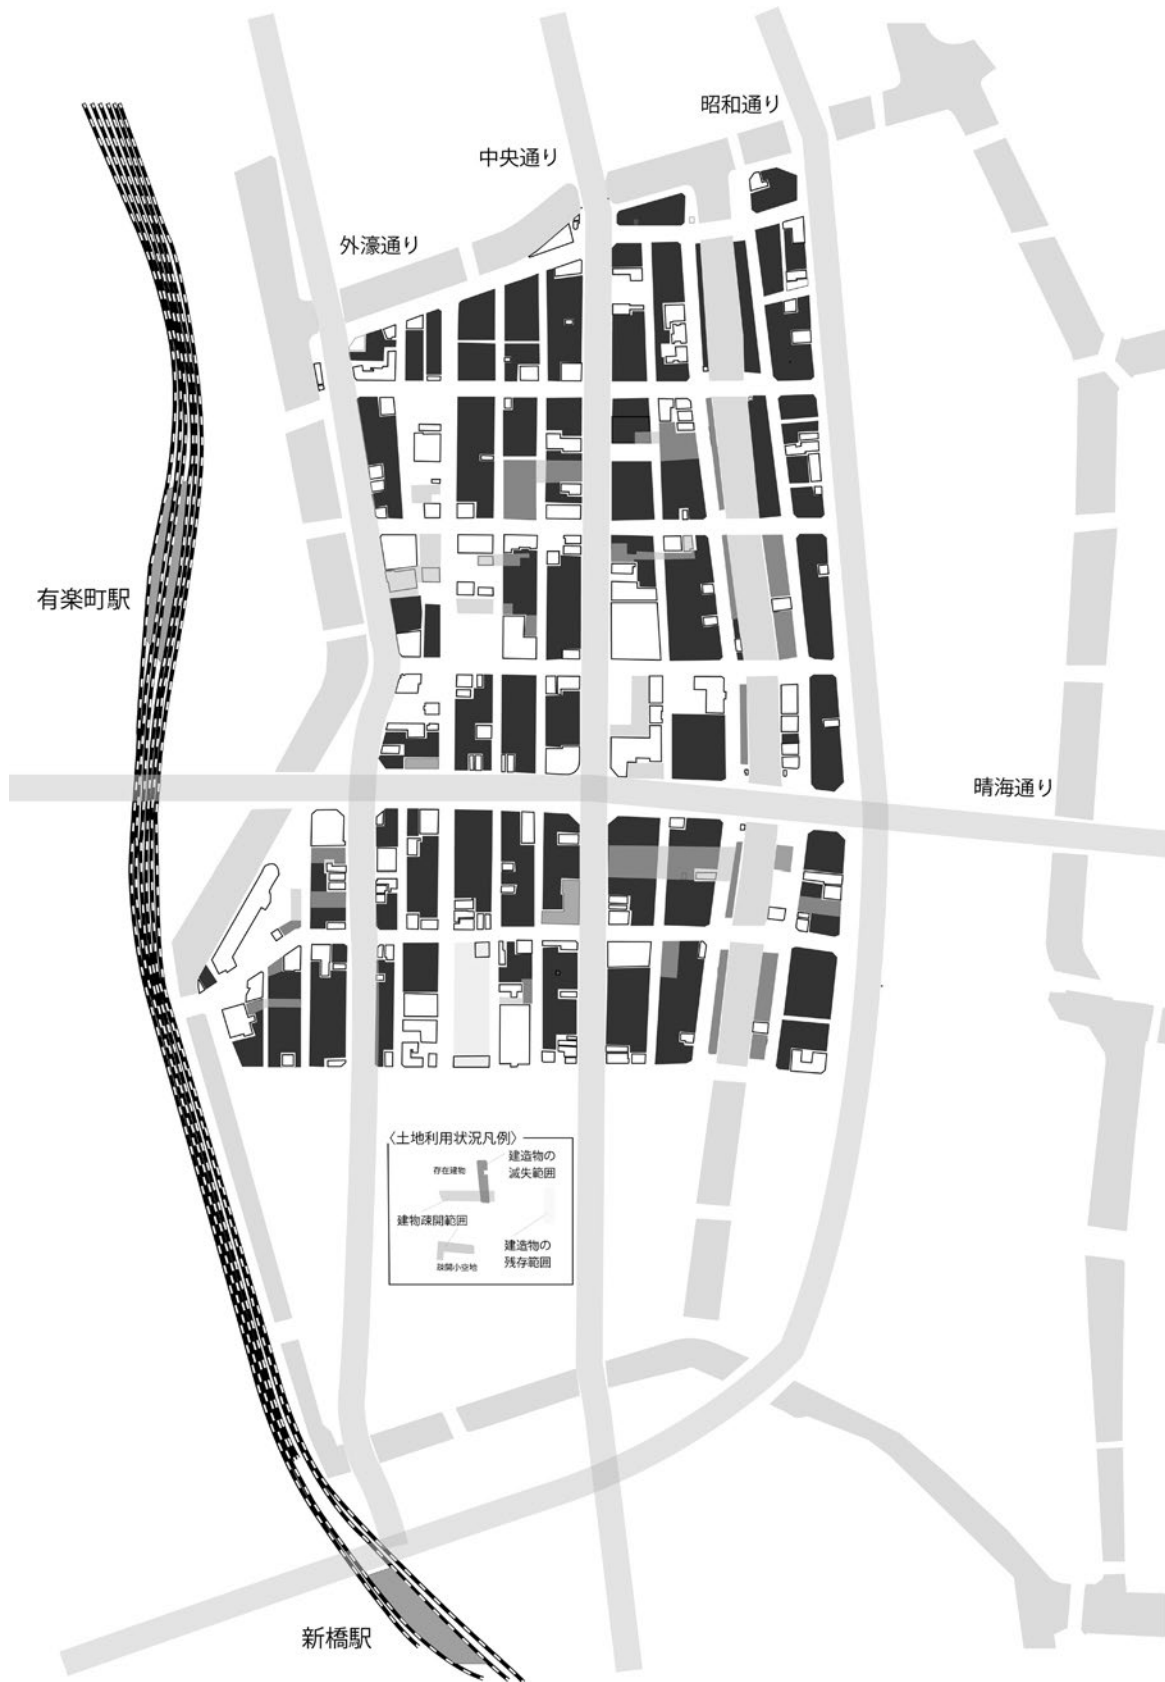 昭和通り
中央通り
外濠通り
有楽町駅
晴海通り
〈土地利用状況凡例〉
存在建物
建造物の
滅失範囲
建物疎開範囲
建造物の
残存範囲
疎開小空地
新橋駅